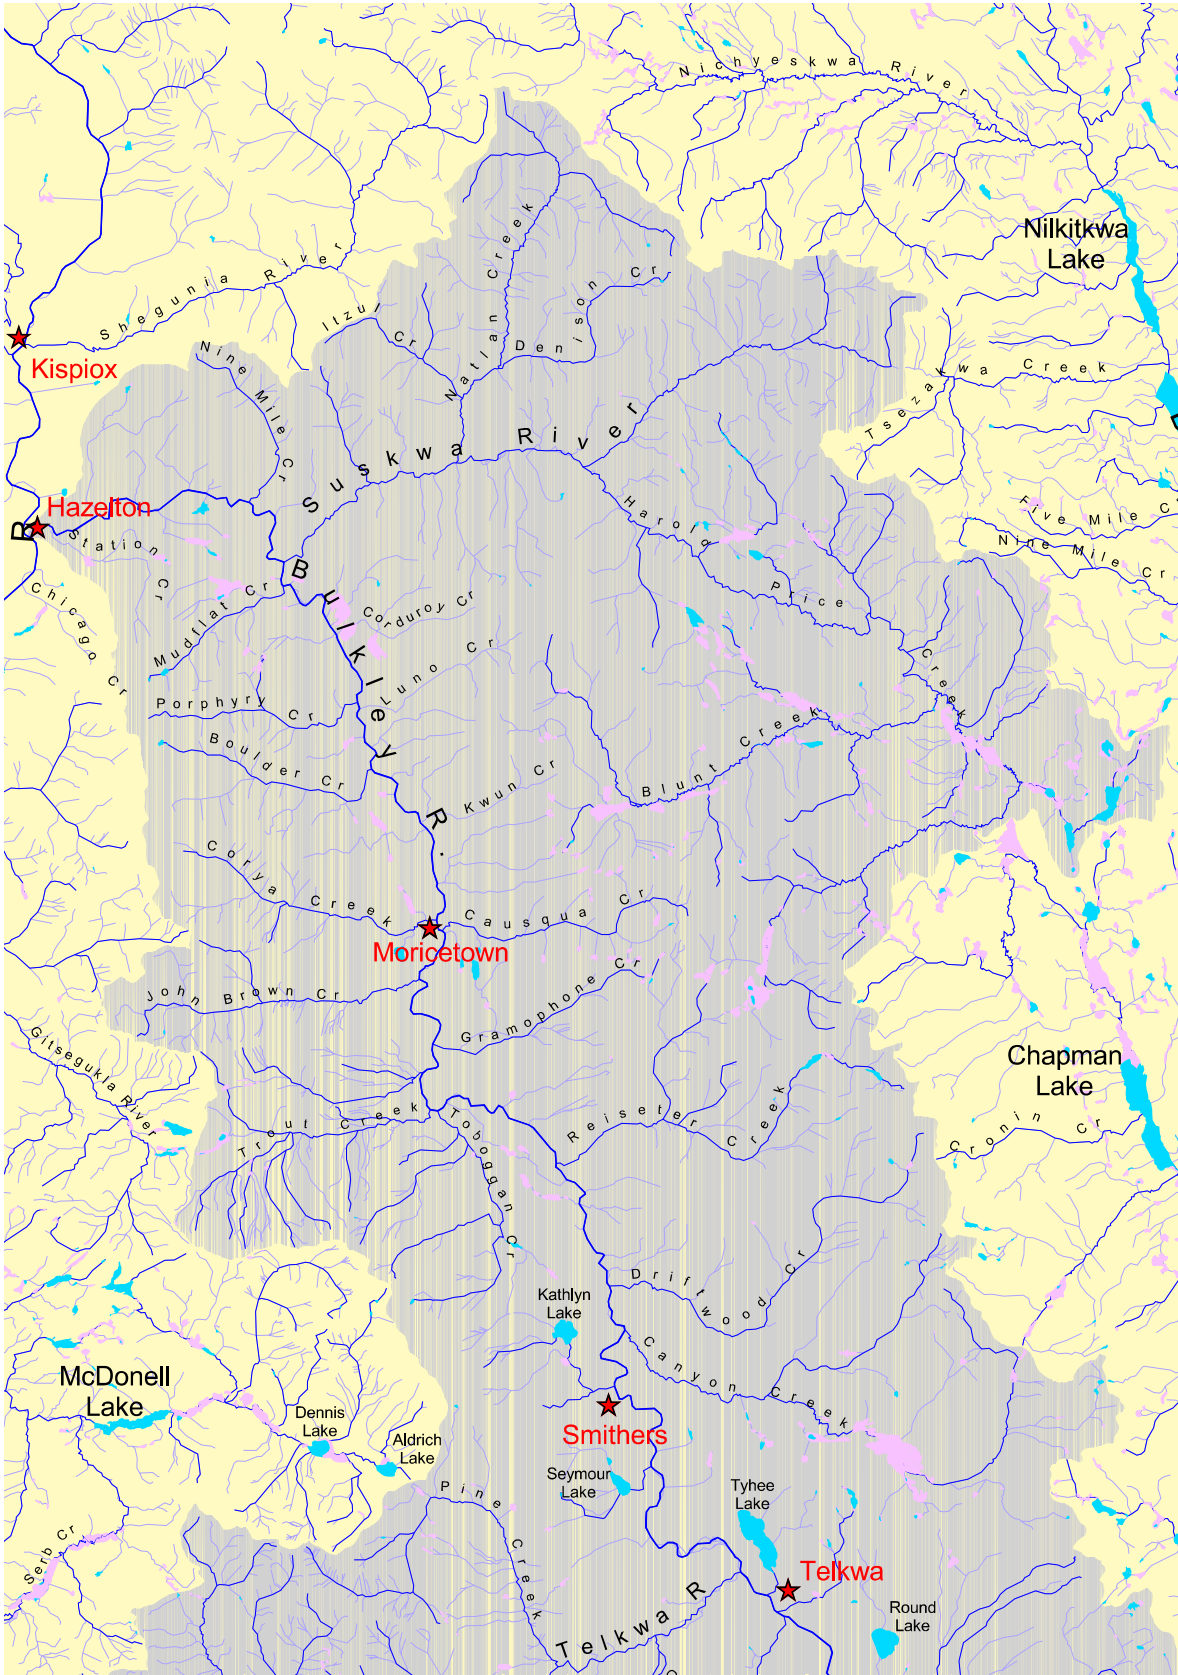 Nichyeskwa River
Nilkitkwa
Lake
Shegunia River
Natlan Creek
Denison Cr
Itzul Cr
Kispiox
Nine Mile Cr
Tsezakwa Creek
Suskwa River
Hazelton
Station Cr
Harold Price Creek
Five Mile C
Nine Mile Cr
Chicago Cr
Mudflat Cr
Bulkley R.
Corduroy Cr
Luno Cr
Porphyry Cr
Boulder Cr
Kwun Cr
Blunt Creek
Corya Creek
Causqua Cr
Moricetown
John Brown Cr
Gramophone Cr
Gitsegukla River
Chapman
Lake
Trout Creek
Toboggan Cr
Reiseter Creek
Cronin Cr
Driftwood Cr
Kathlyn
Lake
Canyon Creek
McDonell
Lake
Dennis
Lake
Aldrich
Lake
Smithers
Seymour
Lake
Tyhee
Lake
Pine Creek
Serb Cr
Telkwa
Telkwa R
Round
Lake